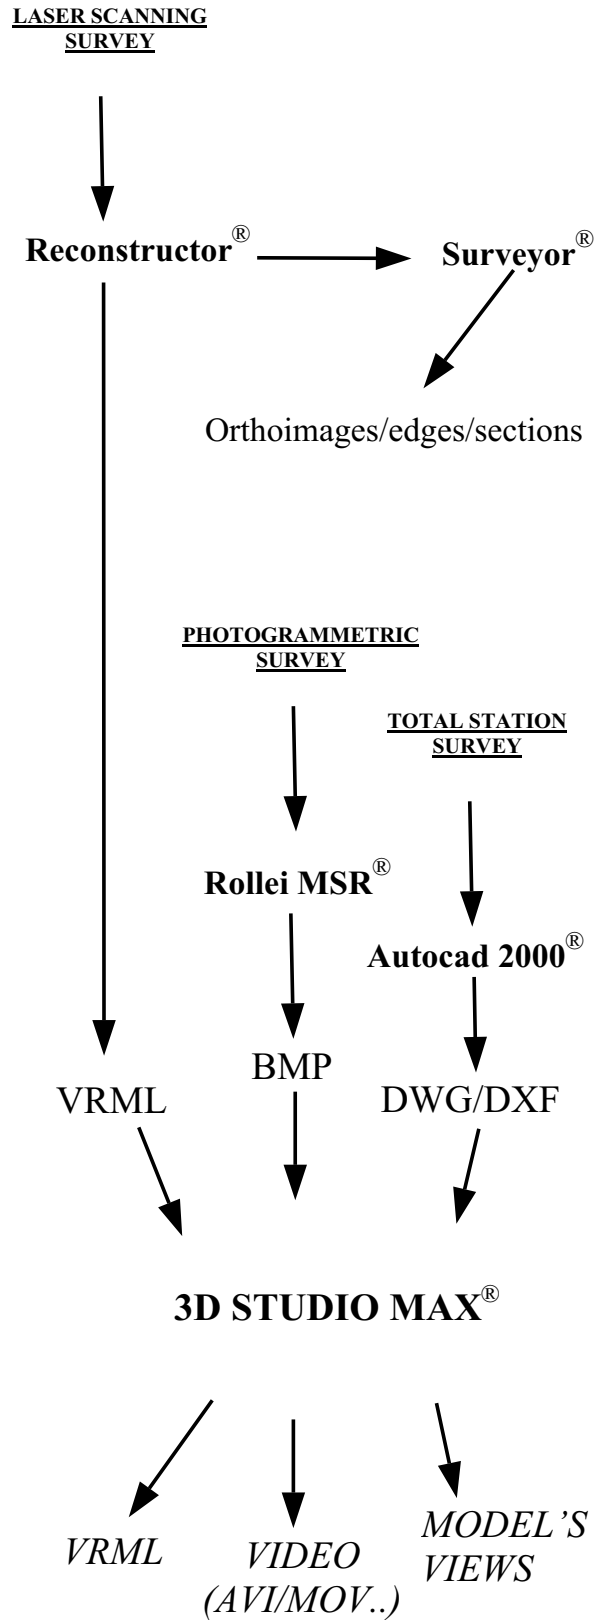 LASER SCANNING
SURVEY
Reconstructor®
Surveyor®
Orthoimages/edges/sections
PHOTOGRAMMETRIC
SURVEY
TOTAL STATION
SURVEY
Rollei MSR®
Autocad 2000®
BMP
VRML
DWG/DXF
3D STUDIO MAX®
VRML
VIDEO
(AVI/MOV..)
MODEL’S
VIEWS